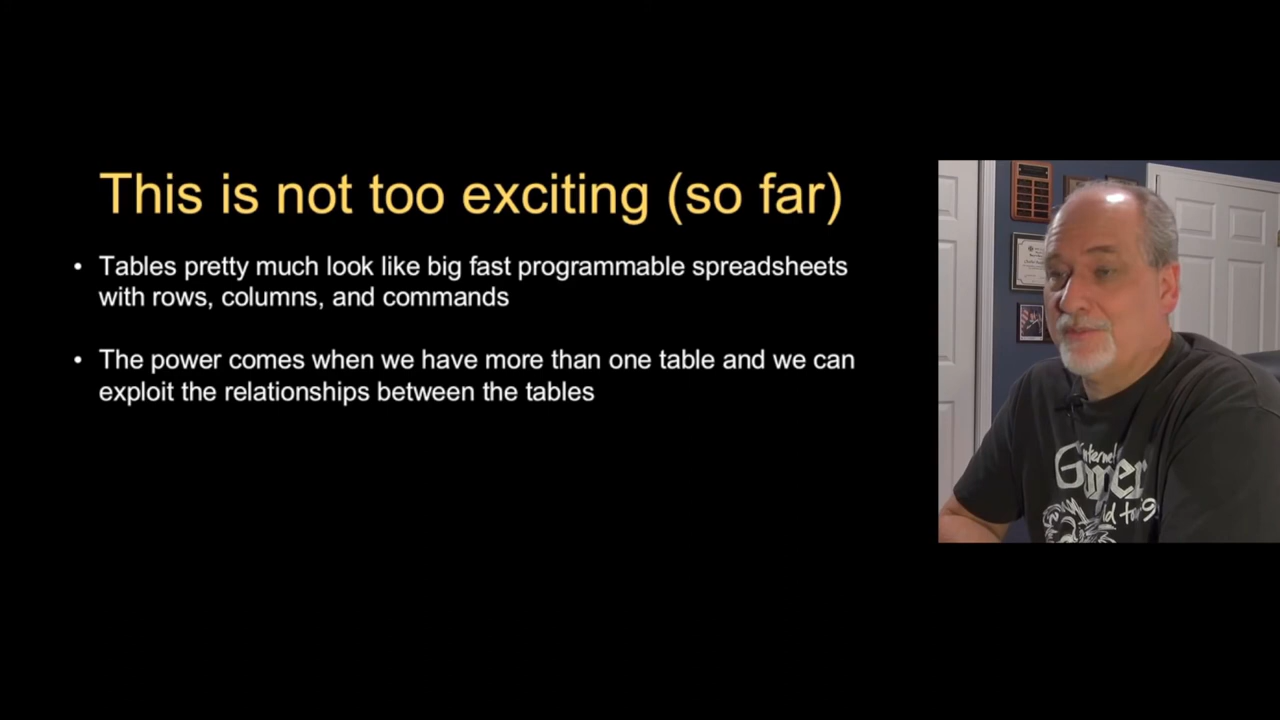 This is not too exciting (so far)
• Tables pretty much look like big fast programmable spreadsheets
with rows, columns, and commands
• The power comes when we have more than one table and we can
exploit the relationships between the tables
Internet
Gomer